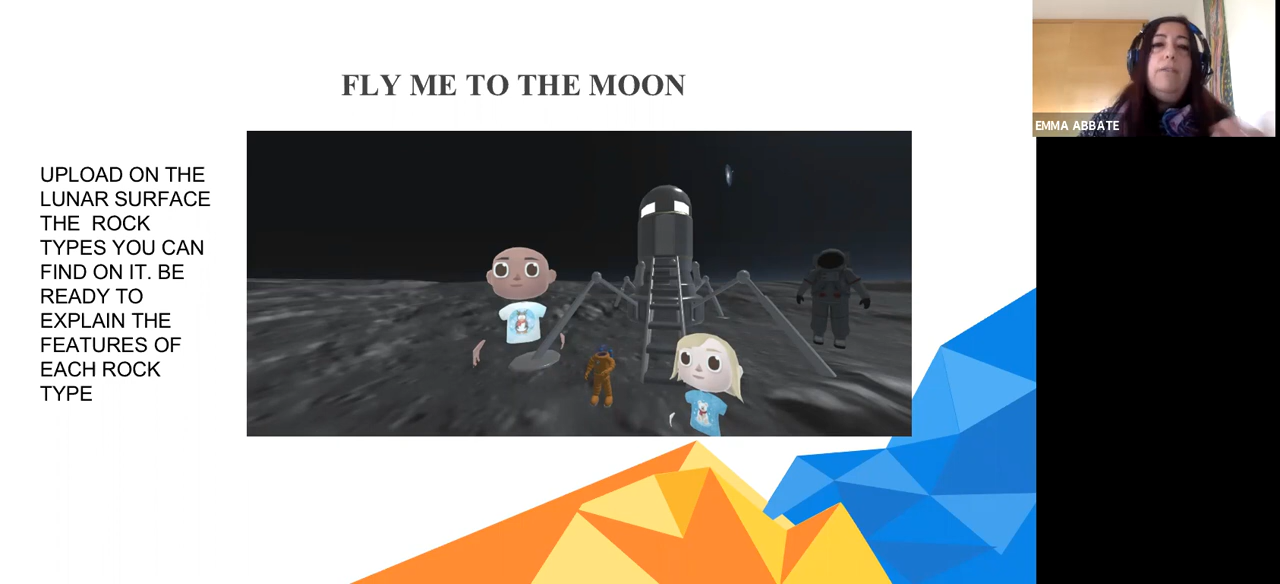 FLY ME TO THE MOON
UPLOAD ON THE
LUNAR SURFACE
THE  ROCK
TYPES YOU CAN
FIND ON IT. BE
READY TO
EXPLAIN THE
FEATURES OF
EACH ROCK
TYPE
EMMA ABBATE